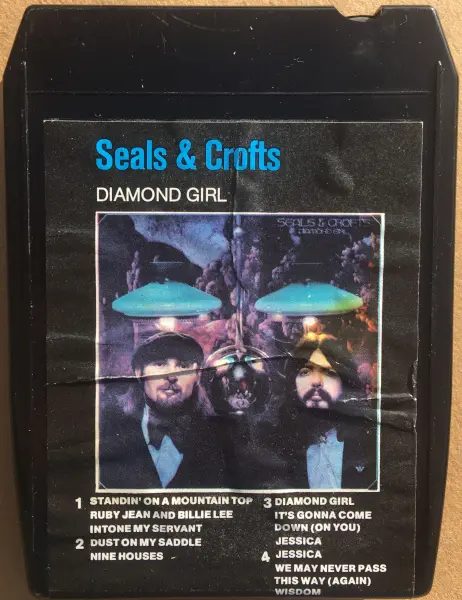 Seals & Crofts
DIAMOND GIRL
SEALS & CROFTS
DIAMOND GIRL
1 STANDIN' ON A MOUNTAIN TOP
RUBY JEAN AND BILLIE LEE
INTONE MY SERVANT
2 DUST ON MY SADDLE
NINE HOUSES
3 DIAMOND GIRL
IT'S GONNA COME
DOWN (ON YOU)
JESSICA
4 JESSICA
WE MAY NEVER PASS
THIS WAY (AGAIN)
WISDOM